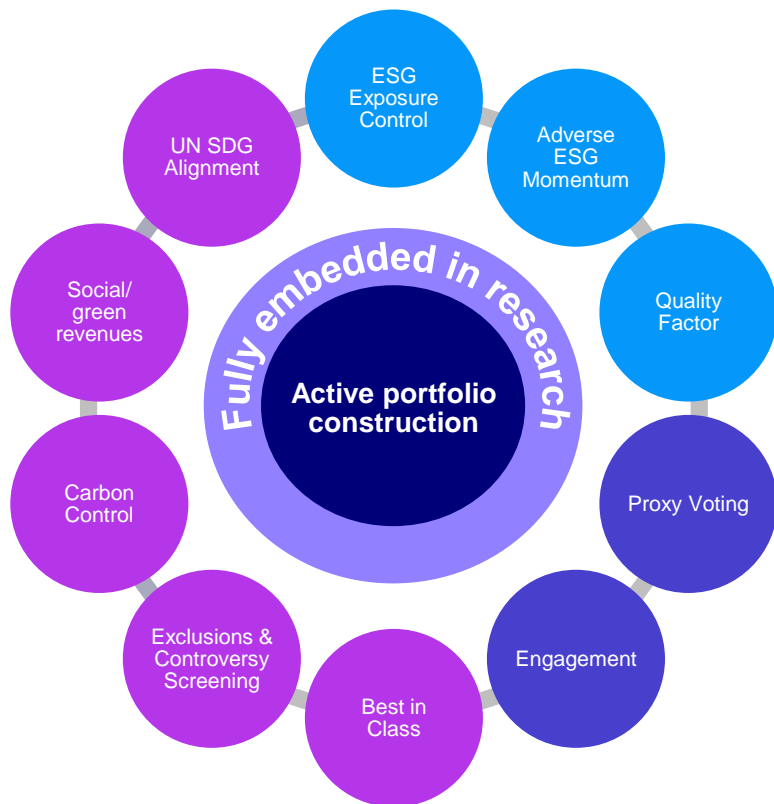 ESG
Exposure
Control
Adverse
ESG
Momentum
Quality
Factor
Proxy Voting
Engagement
Best in
Class
Exclusions &
Controversy
Screening
Carbon
Control
Social/
green
revenues
UN SDG
Alignment
Fully embedded in research
Active portfolio
construction